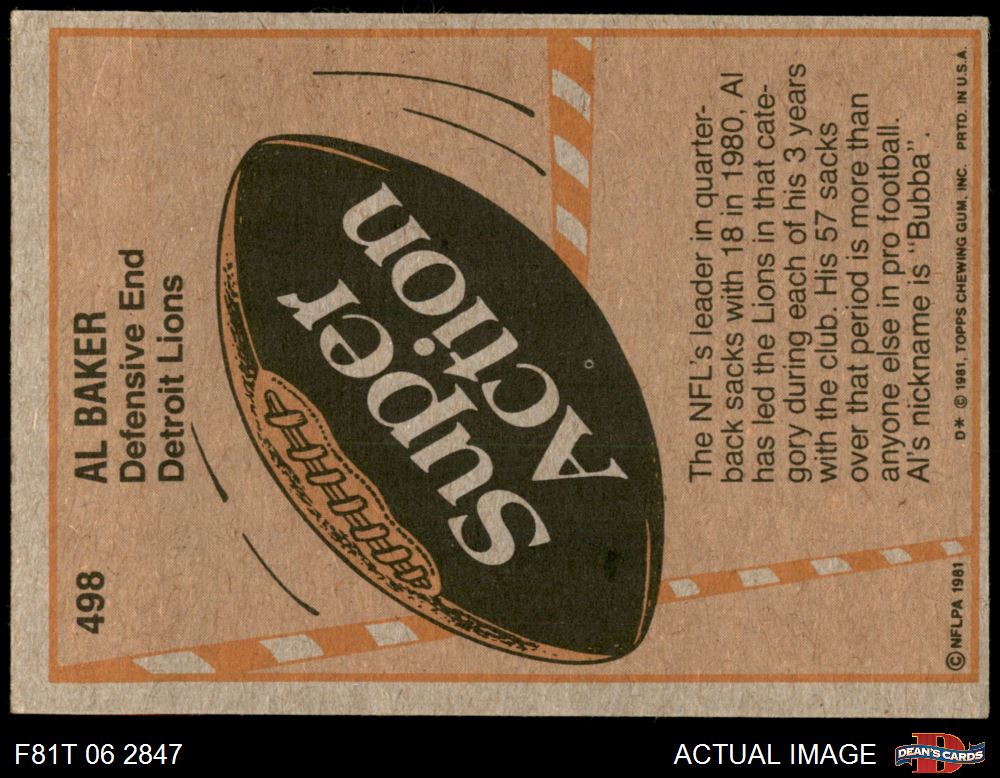 498
AL BAKER
Defensive End
Detroit Lions
Super
Action
The NFL's leader in quarter-
back sacks with 18 in 1980, Al
has led the Lions in that cate-
gory during each of his 3 years
with the club. His 57 sacks
over that period is more than
anyone else in pro football.
Al's nickname is "Bubba".
© NFLPA 1981
D* © 1981, TOPPS CHEWING GUM, INC. PRTD. IN U.S.A.
F81T 06 2847
ACTUAL IMAGE
DEAN'S CARDS